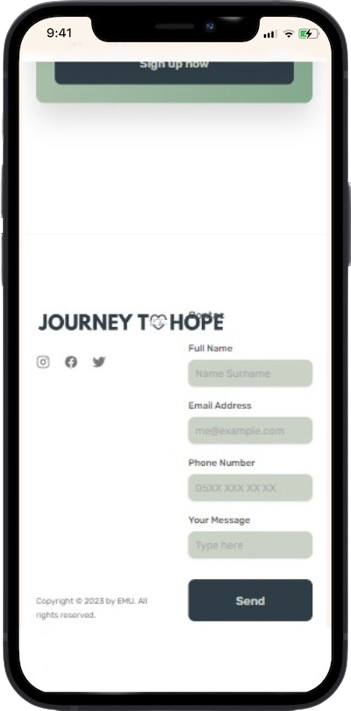 9:41
Sign up now
JOURNEY TO HOPE
Full Name
Name Surname
Email Address
me@example.com
Phone Number
05XX XXX XX XX
Your Message
Type here
Send
Copyright © 2023 by EMU. All
rights reserved.